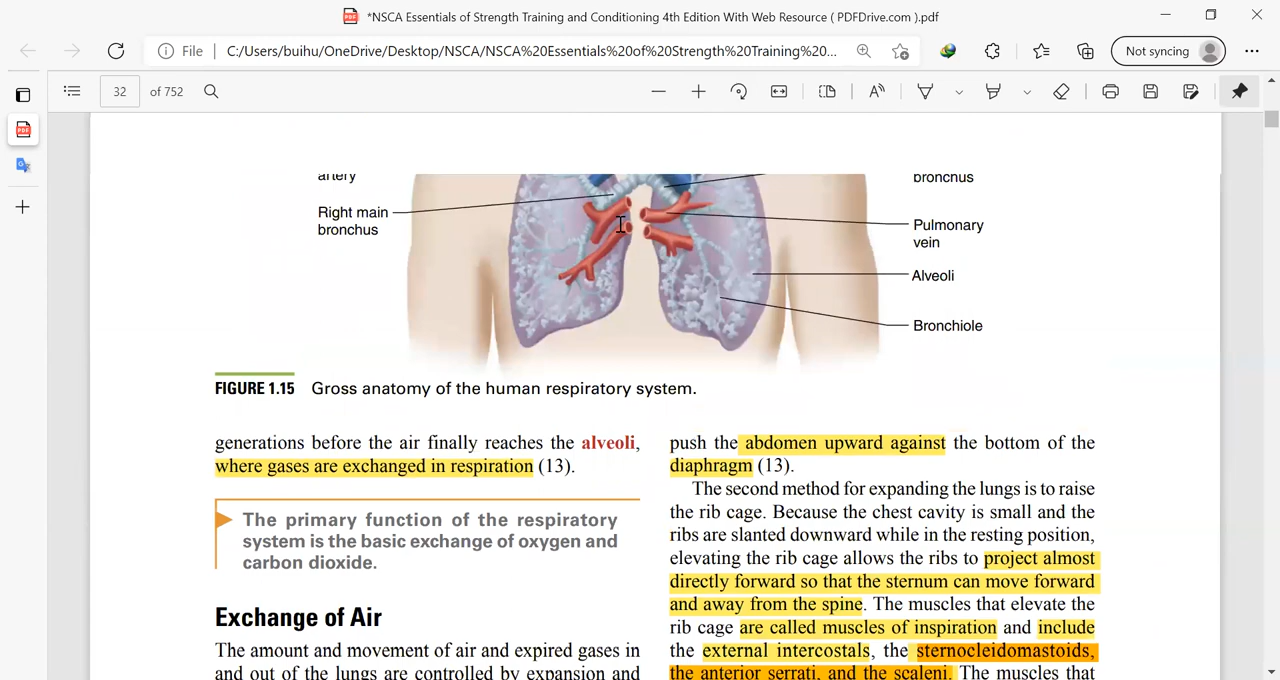 *NSCA Essentials of Strength Training and Conditioning 4th Edition With Web Resource ( PDFDrive.com ).pdf
File
C:/Users/buihu/OneDrive/Desktop/NSCA/NSCA%20Essentials%20of%20Strength%20Training%20...
Not syncing
32 of 752
artery
Right main
bronchus
bronchus
Pulmonary
vein
Alveoli
Bronchiole
FIGURE 1.15 Gross anatomy of the human respiratory system.
generations before the air finally reaches the alveoli,
where gases are exchanged in respiration (13).
The primary function of the respiratory
system is the basic exchange of oxygen and
carbon dioxide.
Exchange of Air
The amount and movement of air and expired gases in
and out of the lungs are controlled by expansion and
push the abdomen upward against the bottom of the
diaphragm (13).
The second method for expanding the lungs is to raise
the rib cage. Because the chest cavity is small and the
ribs are slanted downward while in the resting position,
elevating the rib cage allows the ribs to project almost
directly forward so that the sternum can move forward
and away from the spine. The muscles that elevate the
rib cage are called muscles of inspiration and include
the external intercostals, the sternocleidomastoids,
the anterior serrati, and the scaleni. The muscles that